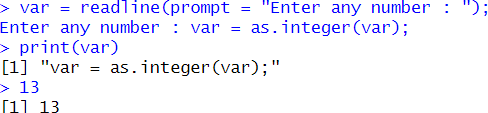 > var = readline(prompt = "Enter any number : ");
Enter any number : var = as.integer(var);
> print(var)
[1] "var = as.integer(var);"
> 13
[1] 13